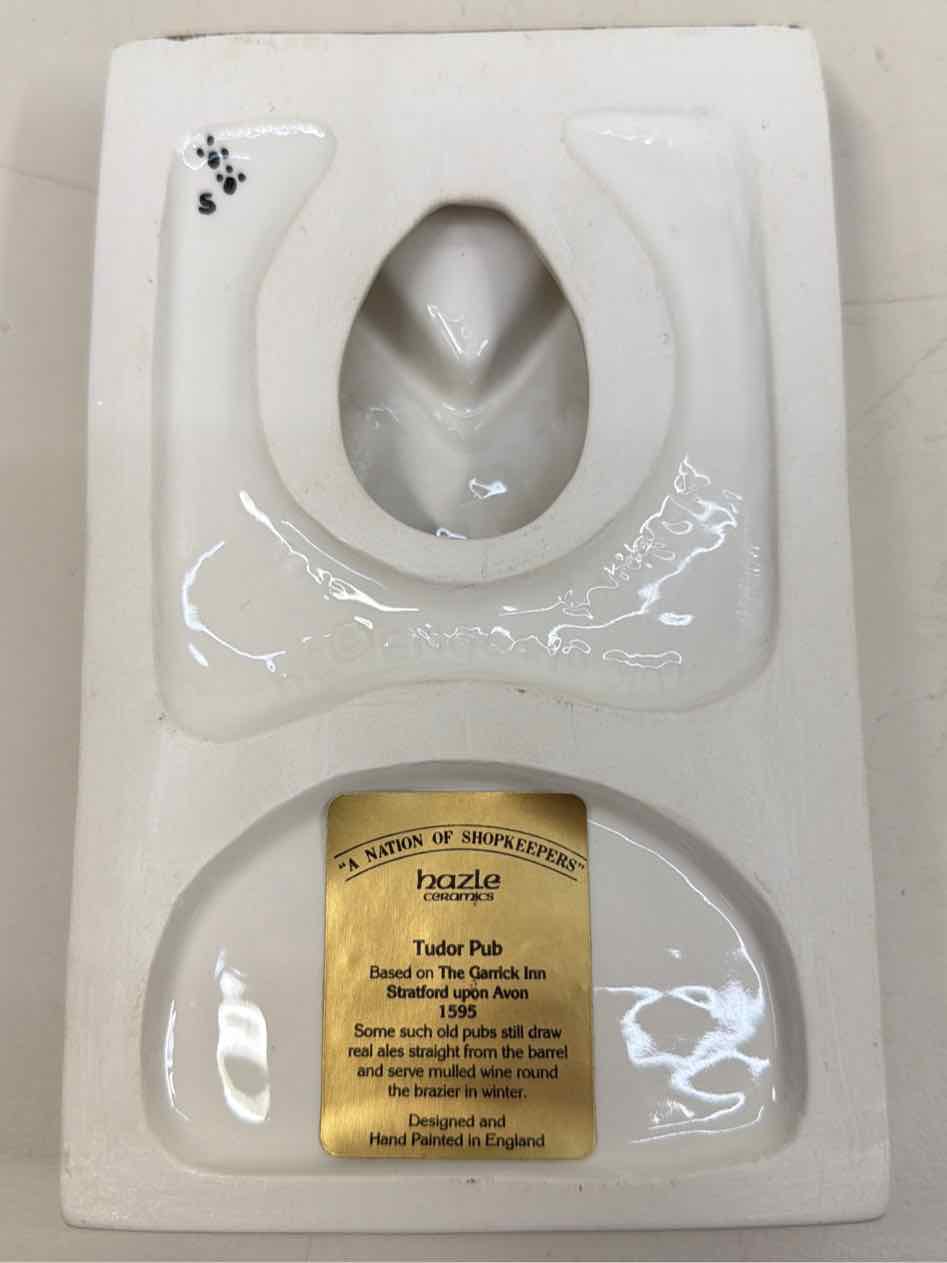 S
"A NATION OF SHOPKEEPERS"
hazle
CERAMICS
Tudor Pub
Based on The Garrick Inn
Stratford upon Avon
1595
Some such old pubs still draw
real ales straight from the barrel
and serve mulled wine round
the brazier in winter.
Designed and
Hand Painted in England